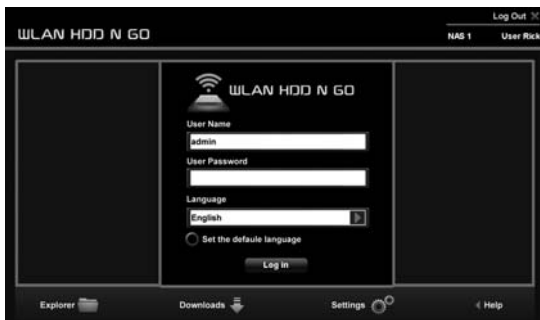 Log Out
WLAN HDD N GO
NAS 1 User Rick
WLAN HDD N GO
User Name
admin
User Password
Language
English
Set the defaule language
Log in
Explorer Downloads Settings Help